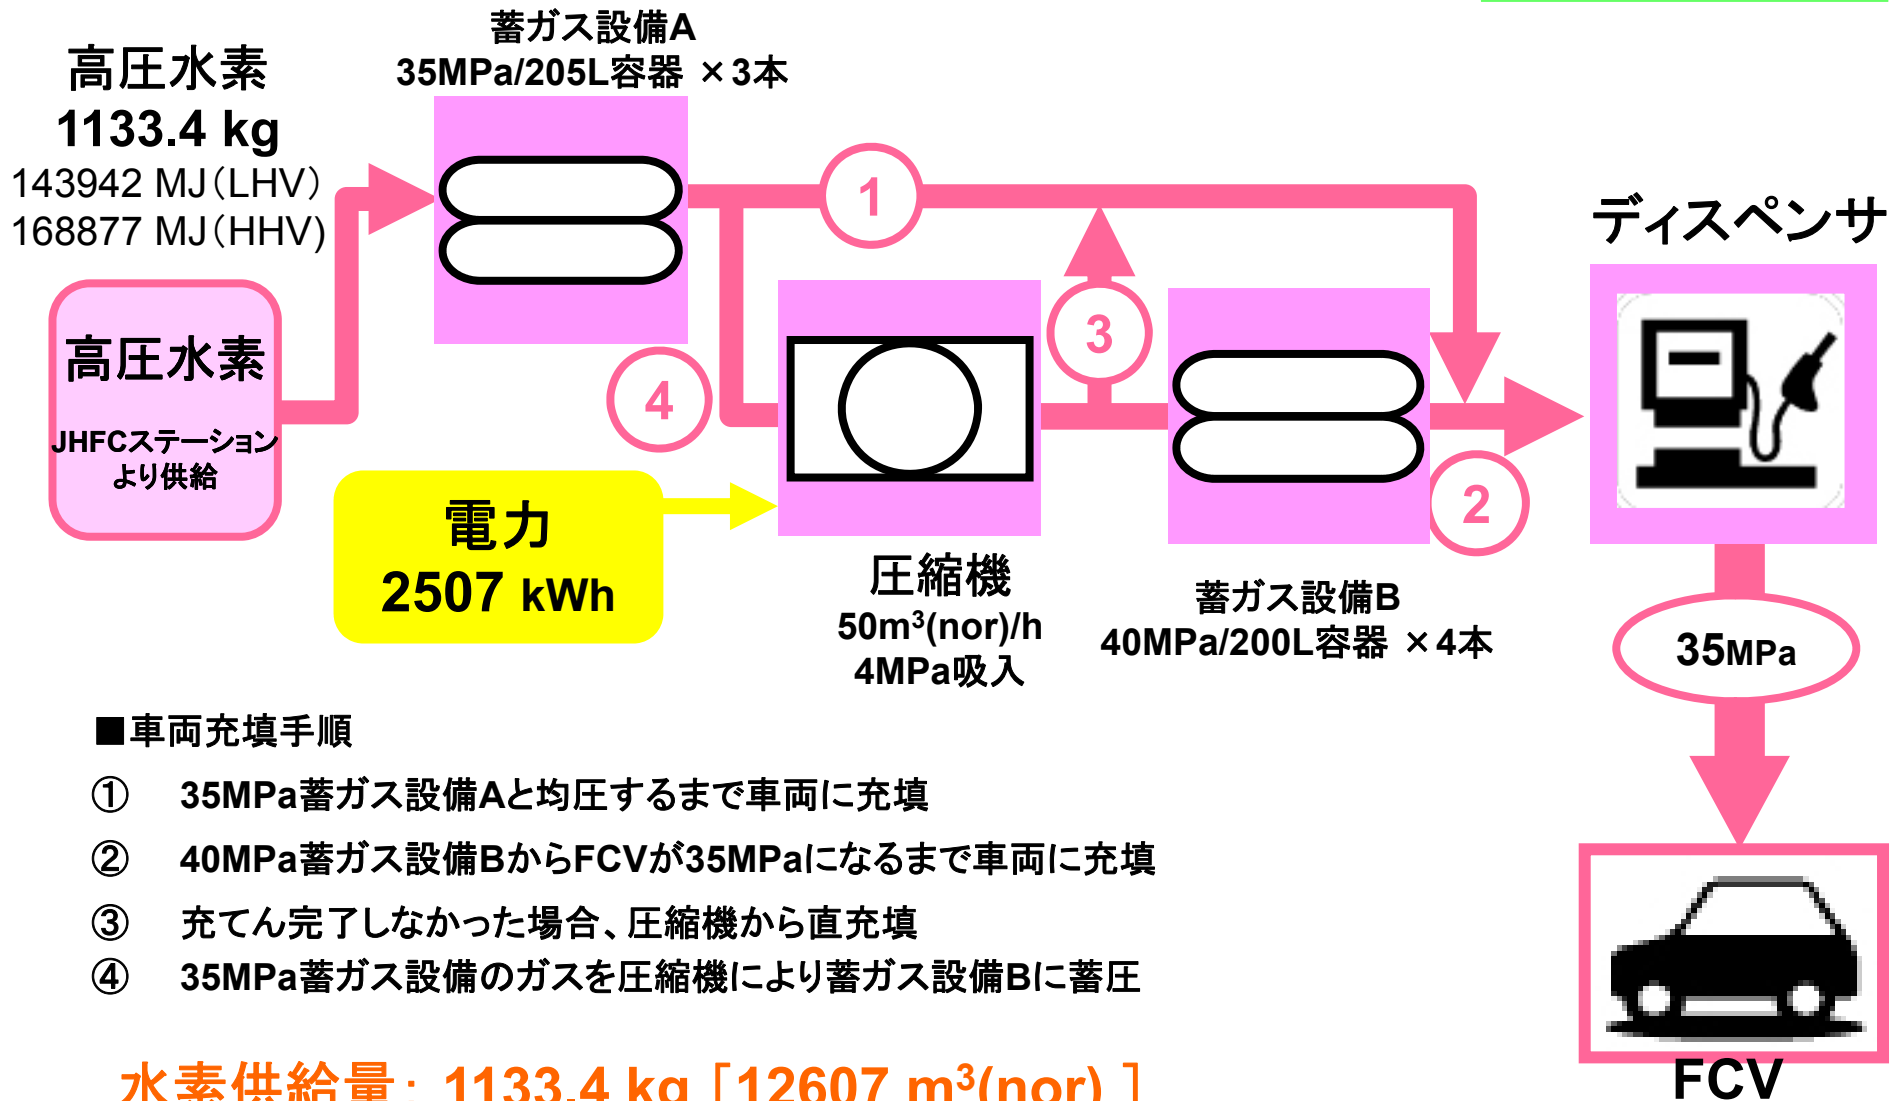 蓄ガス設備A
35MPa/205L容器 ×3本
高圧水素
1133.4 kg
143942 MJ(LHV)
168877 MJ(HHV)
高圧水素
JHFCステーション
より供給
電力
2507 kWh
1
2
3
4
圧縮機
50m³(nor)/h
4MPa吸入
蓄ガス設備B
40MPa/200L容器 ×4本
ディスペンサ
35MPa
FCV
■車両充填手順
① 35MPa蓄ガス設備Aと均圧するまで車両に充填
② 40MPa蓄ガス設備BからFCVが35MPaになるまで車両に充填
③ 充てん完了しなかった場合、圧縮機から直充填
④ 35MPa蓄ガス設備のガスを圧縮機により蓄ガス設備Bに蓄圧
水素供給量: 1133.4 kg [12607 m³(nor) ]